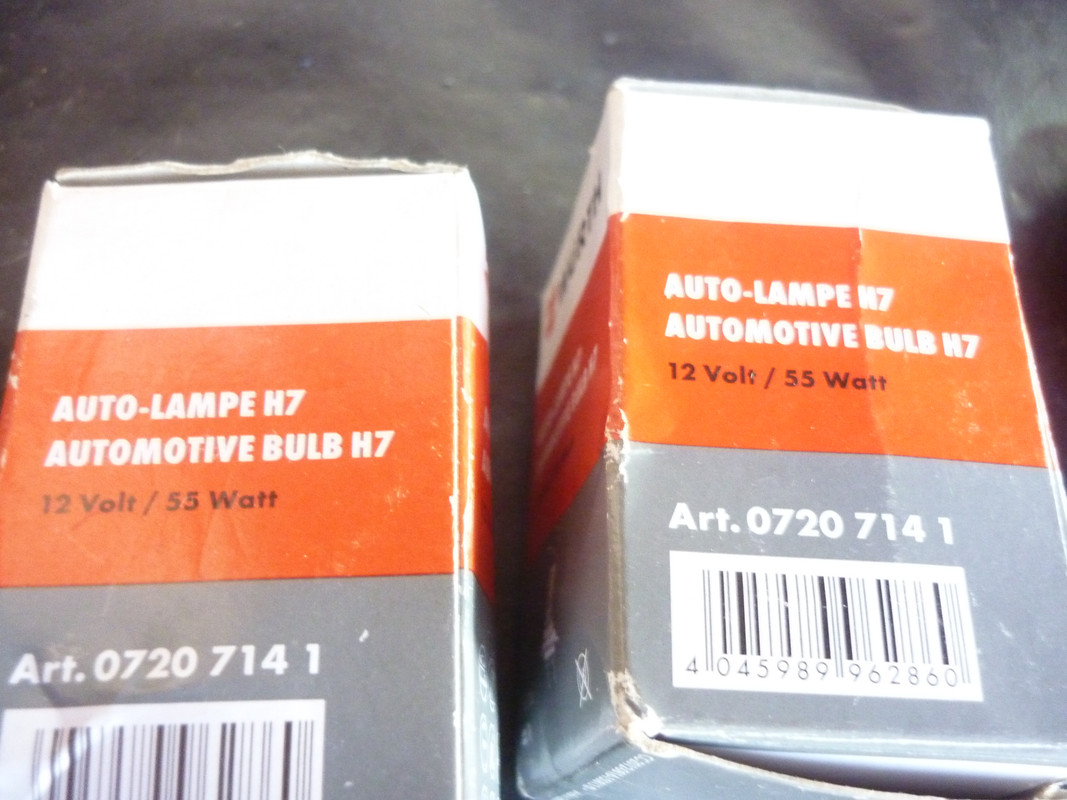 AUTO-LAMPE H7
AUTOMOTIVE BULB H7
12 Volt / 55 Watt
Art. 0720 714 1
AUTO-LAMPE H7
AUTOMOTIVE BULB H7
12 Volt / 55 Watt
Art. 0720 714 1
4 045989 962860